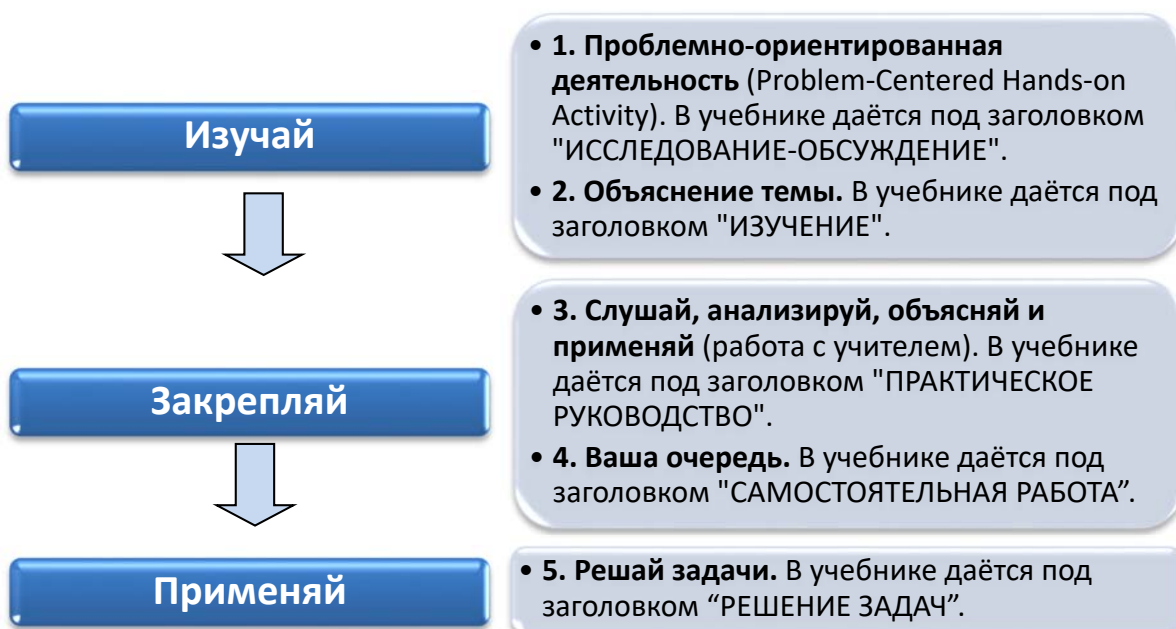 Изучай
• 1. Проблемно-ориентированная
деятельность (Problem-Centered Hands-on
Activity). В учебнике даётся под заголовком
"ИССЛЕДОВАНИЕ-ОБСУЖДЕНИЕ".
• 2. Объяснение темы. В учебнике даётся под
заголовком "ИЗУЧЕНИЕ".
Закрепляй
• 3. Слушай, анализируй, объясняй и
применяй (работа с учителем). В учебнике
даётся под заголовком "ПРАКТИЧЕСКОЕ
РУКОВОДСТВО".
• 4. Ваша очередь. В учебнике даётся под
заголовком "САМОСТОЯТЕЛЬНАЯ РАБОТА”.
Применяй
• 5. Решай задачи. В учебнике даётся под
заголовком “РЕШЕНИЕ ЗАДАЧ”.